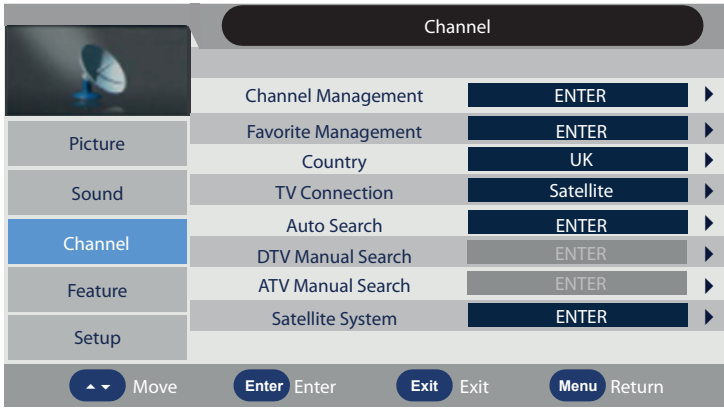 Channel
Channel Management ENTER
Favorite Management ENTER
Country UK
TV Connection Satellite
Auto Search ENTER
DTV Manual Search ENTER
ATV Manual Search ENTER
Satellite System ENTER
Picture
Sound
Channel
Feature
Setup
Move Enter Enter Exit Exit Menu Return